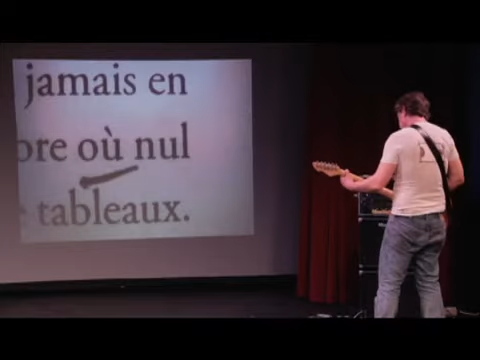 jamais en
ore où nul
tableaux.